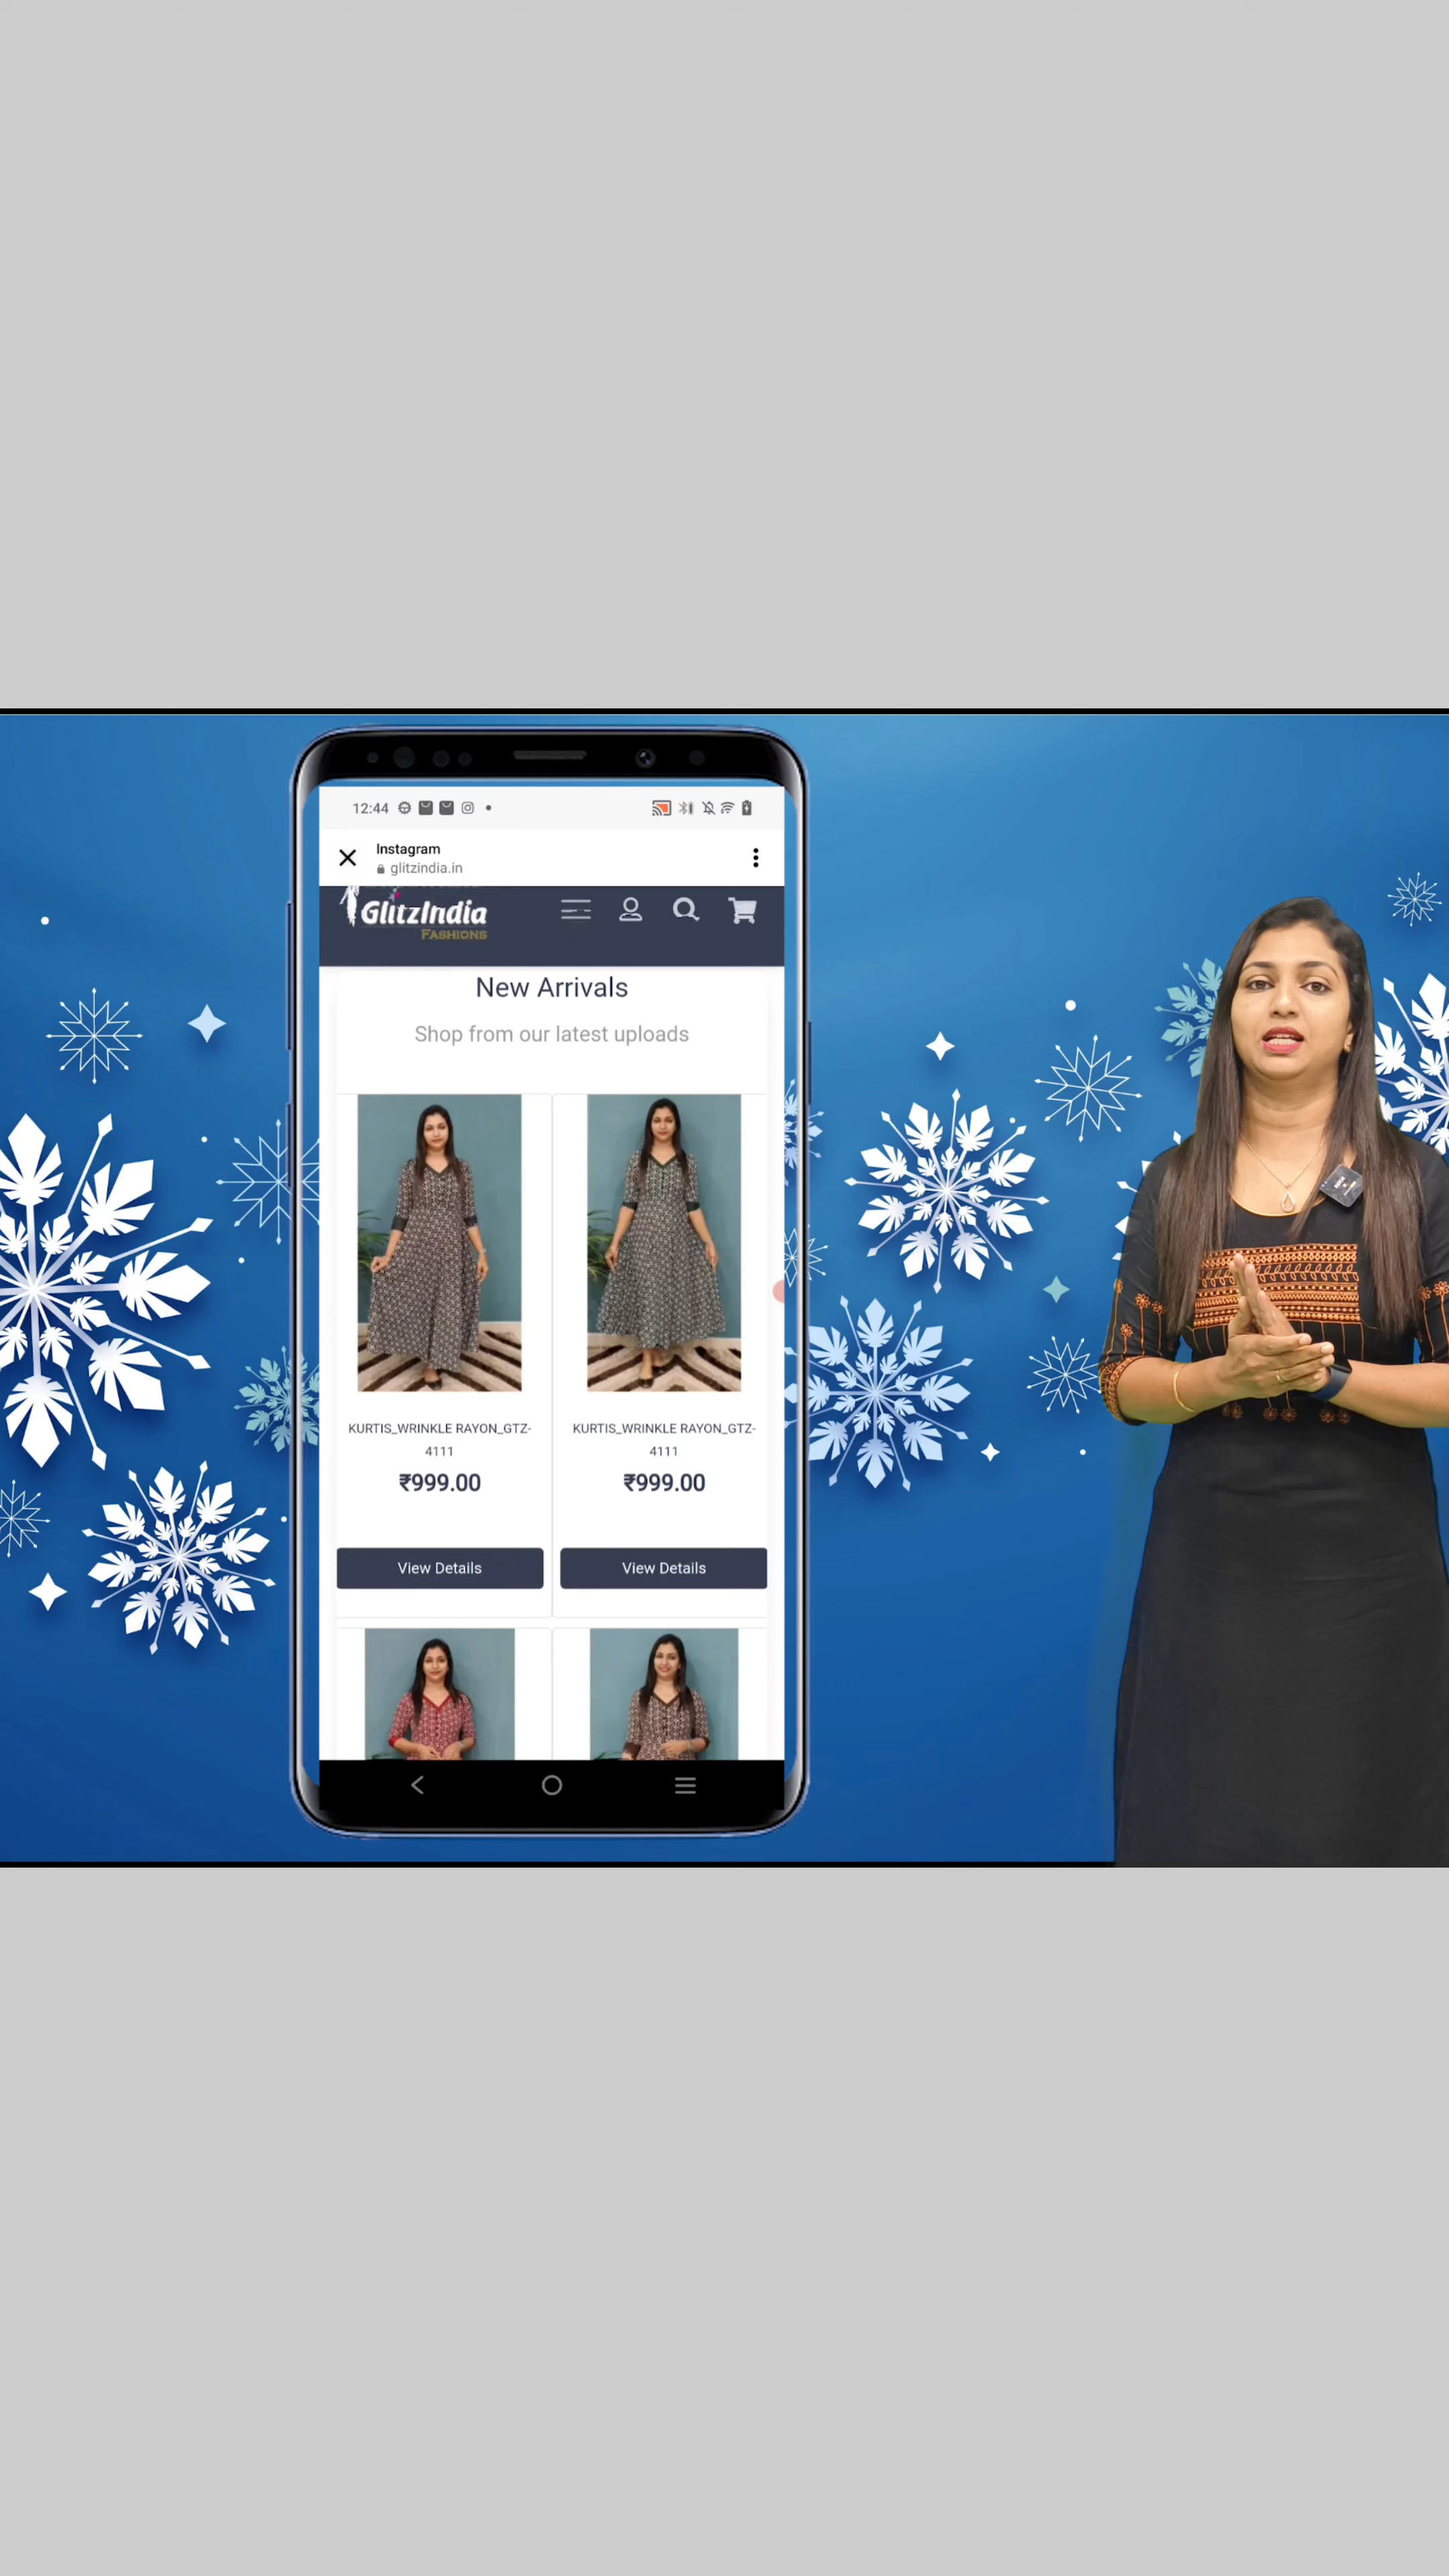 12:44
Instagram
glitzindia.in
GlitzIndia
FASHIONS
New Arrivals
Shop from our latest uploads
KURTIS_WRINKLE RAYON_GTZ-
4111
₹999.00
View Details
KURTIS_WRINKLE RAYON_GTZ-
4111
₹999.00
View Details